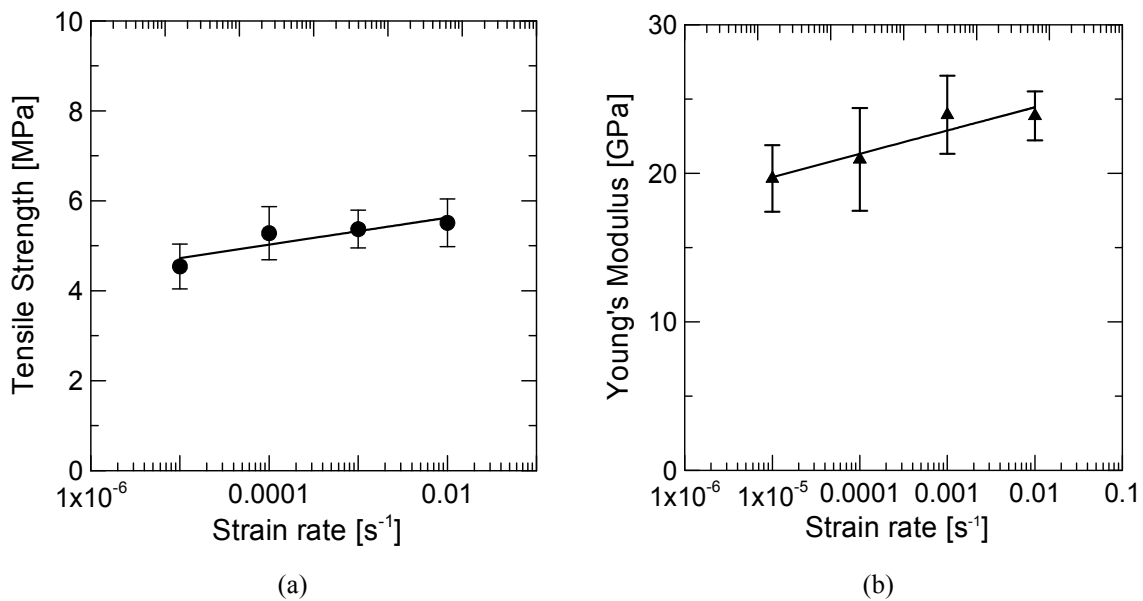 10
8
6
4
2
0
Tensile Strength [MPa]
1x10⁻⁶ 0.0001 0.01
Strain rate [s⁻¹]
(a)
30
20
10
0
Young's Modulus [GPa]
1x10⁻⁶ 1x10⁻⁵ 0.0001 0.001 0.01 0.1
Strain rate [s⁻¹]
(b)